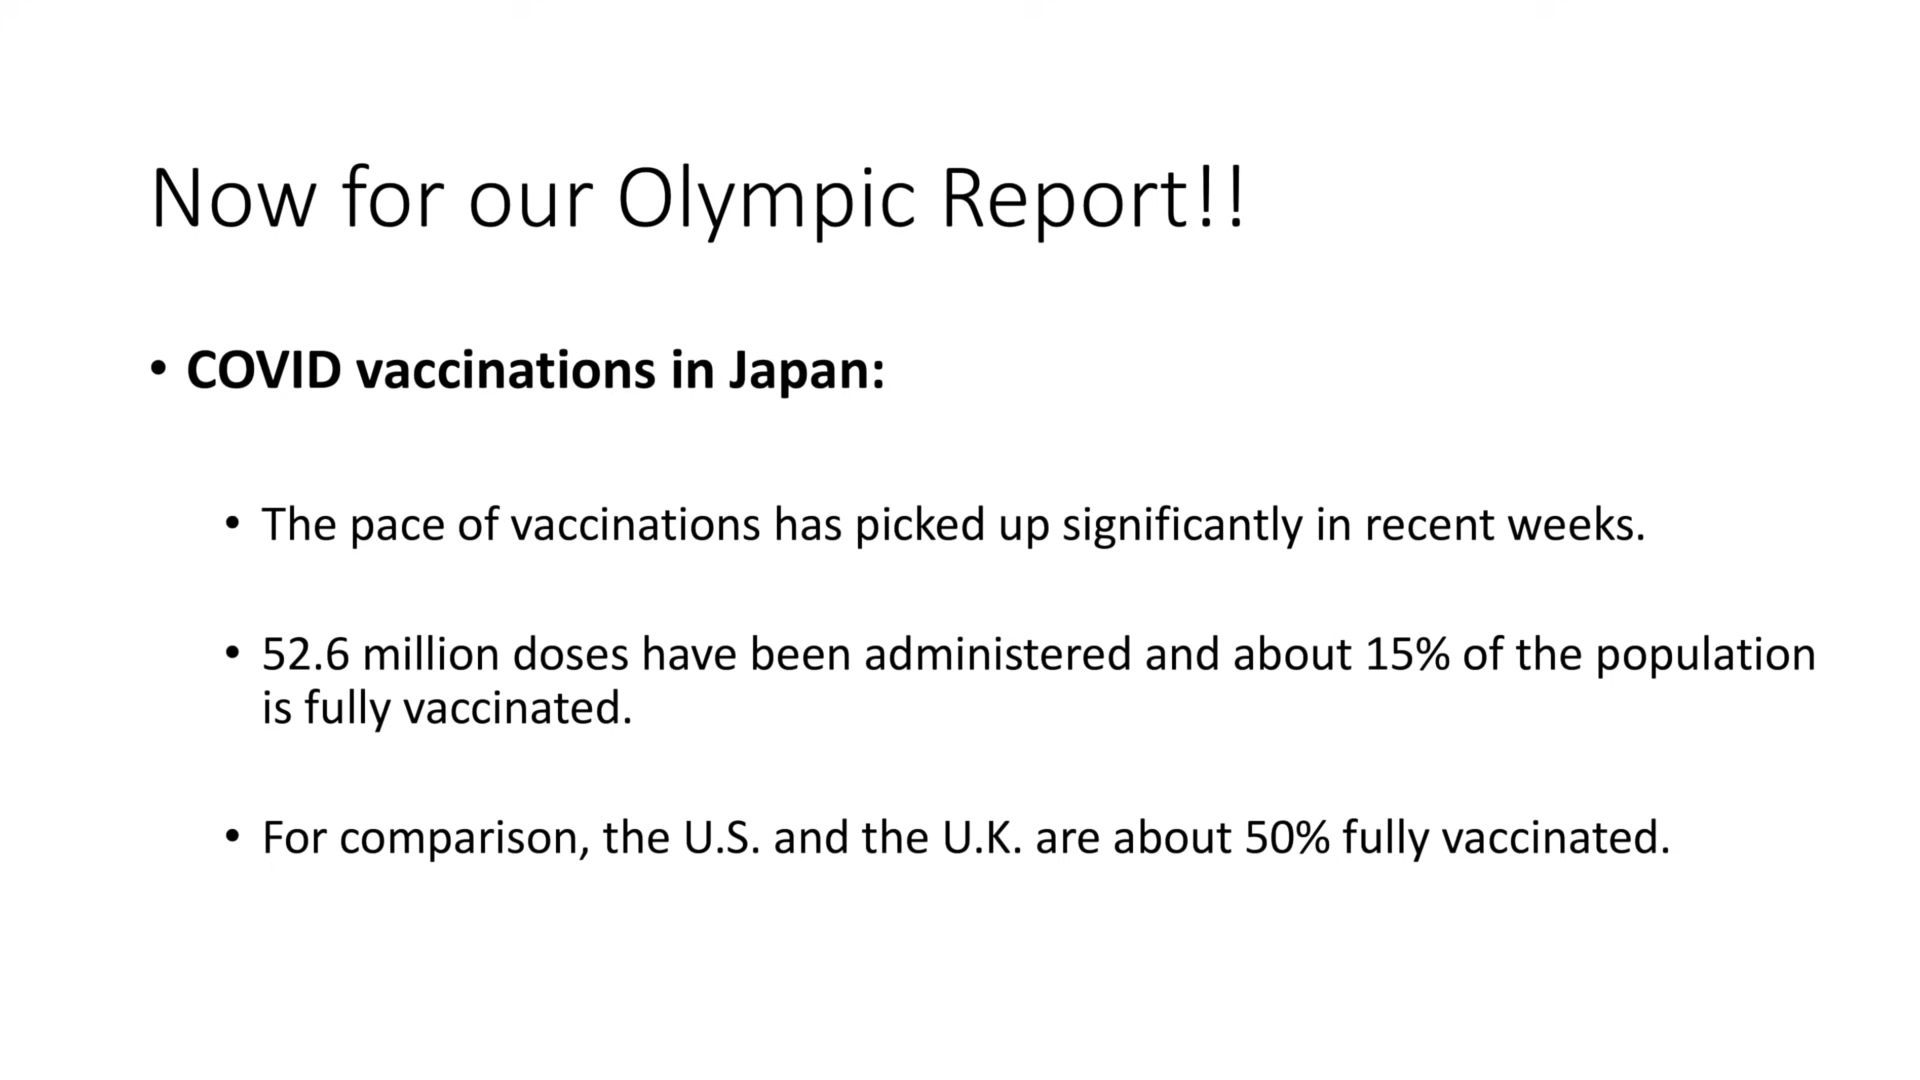 Now for our Olympic Report!!
• COVID vaccinations in Japan:
• The pace of vaccinations has picked up significantly in recent weeks.
• 52.6 million doses have been administered and about 15% of the population
is fully vaccinated.
• For comparison, the U.S. and the U.K. are about 50% fully vaccinated.